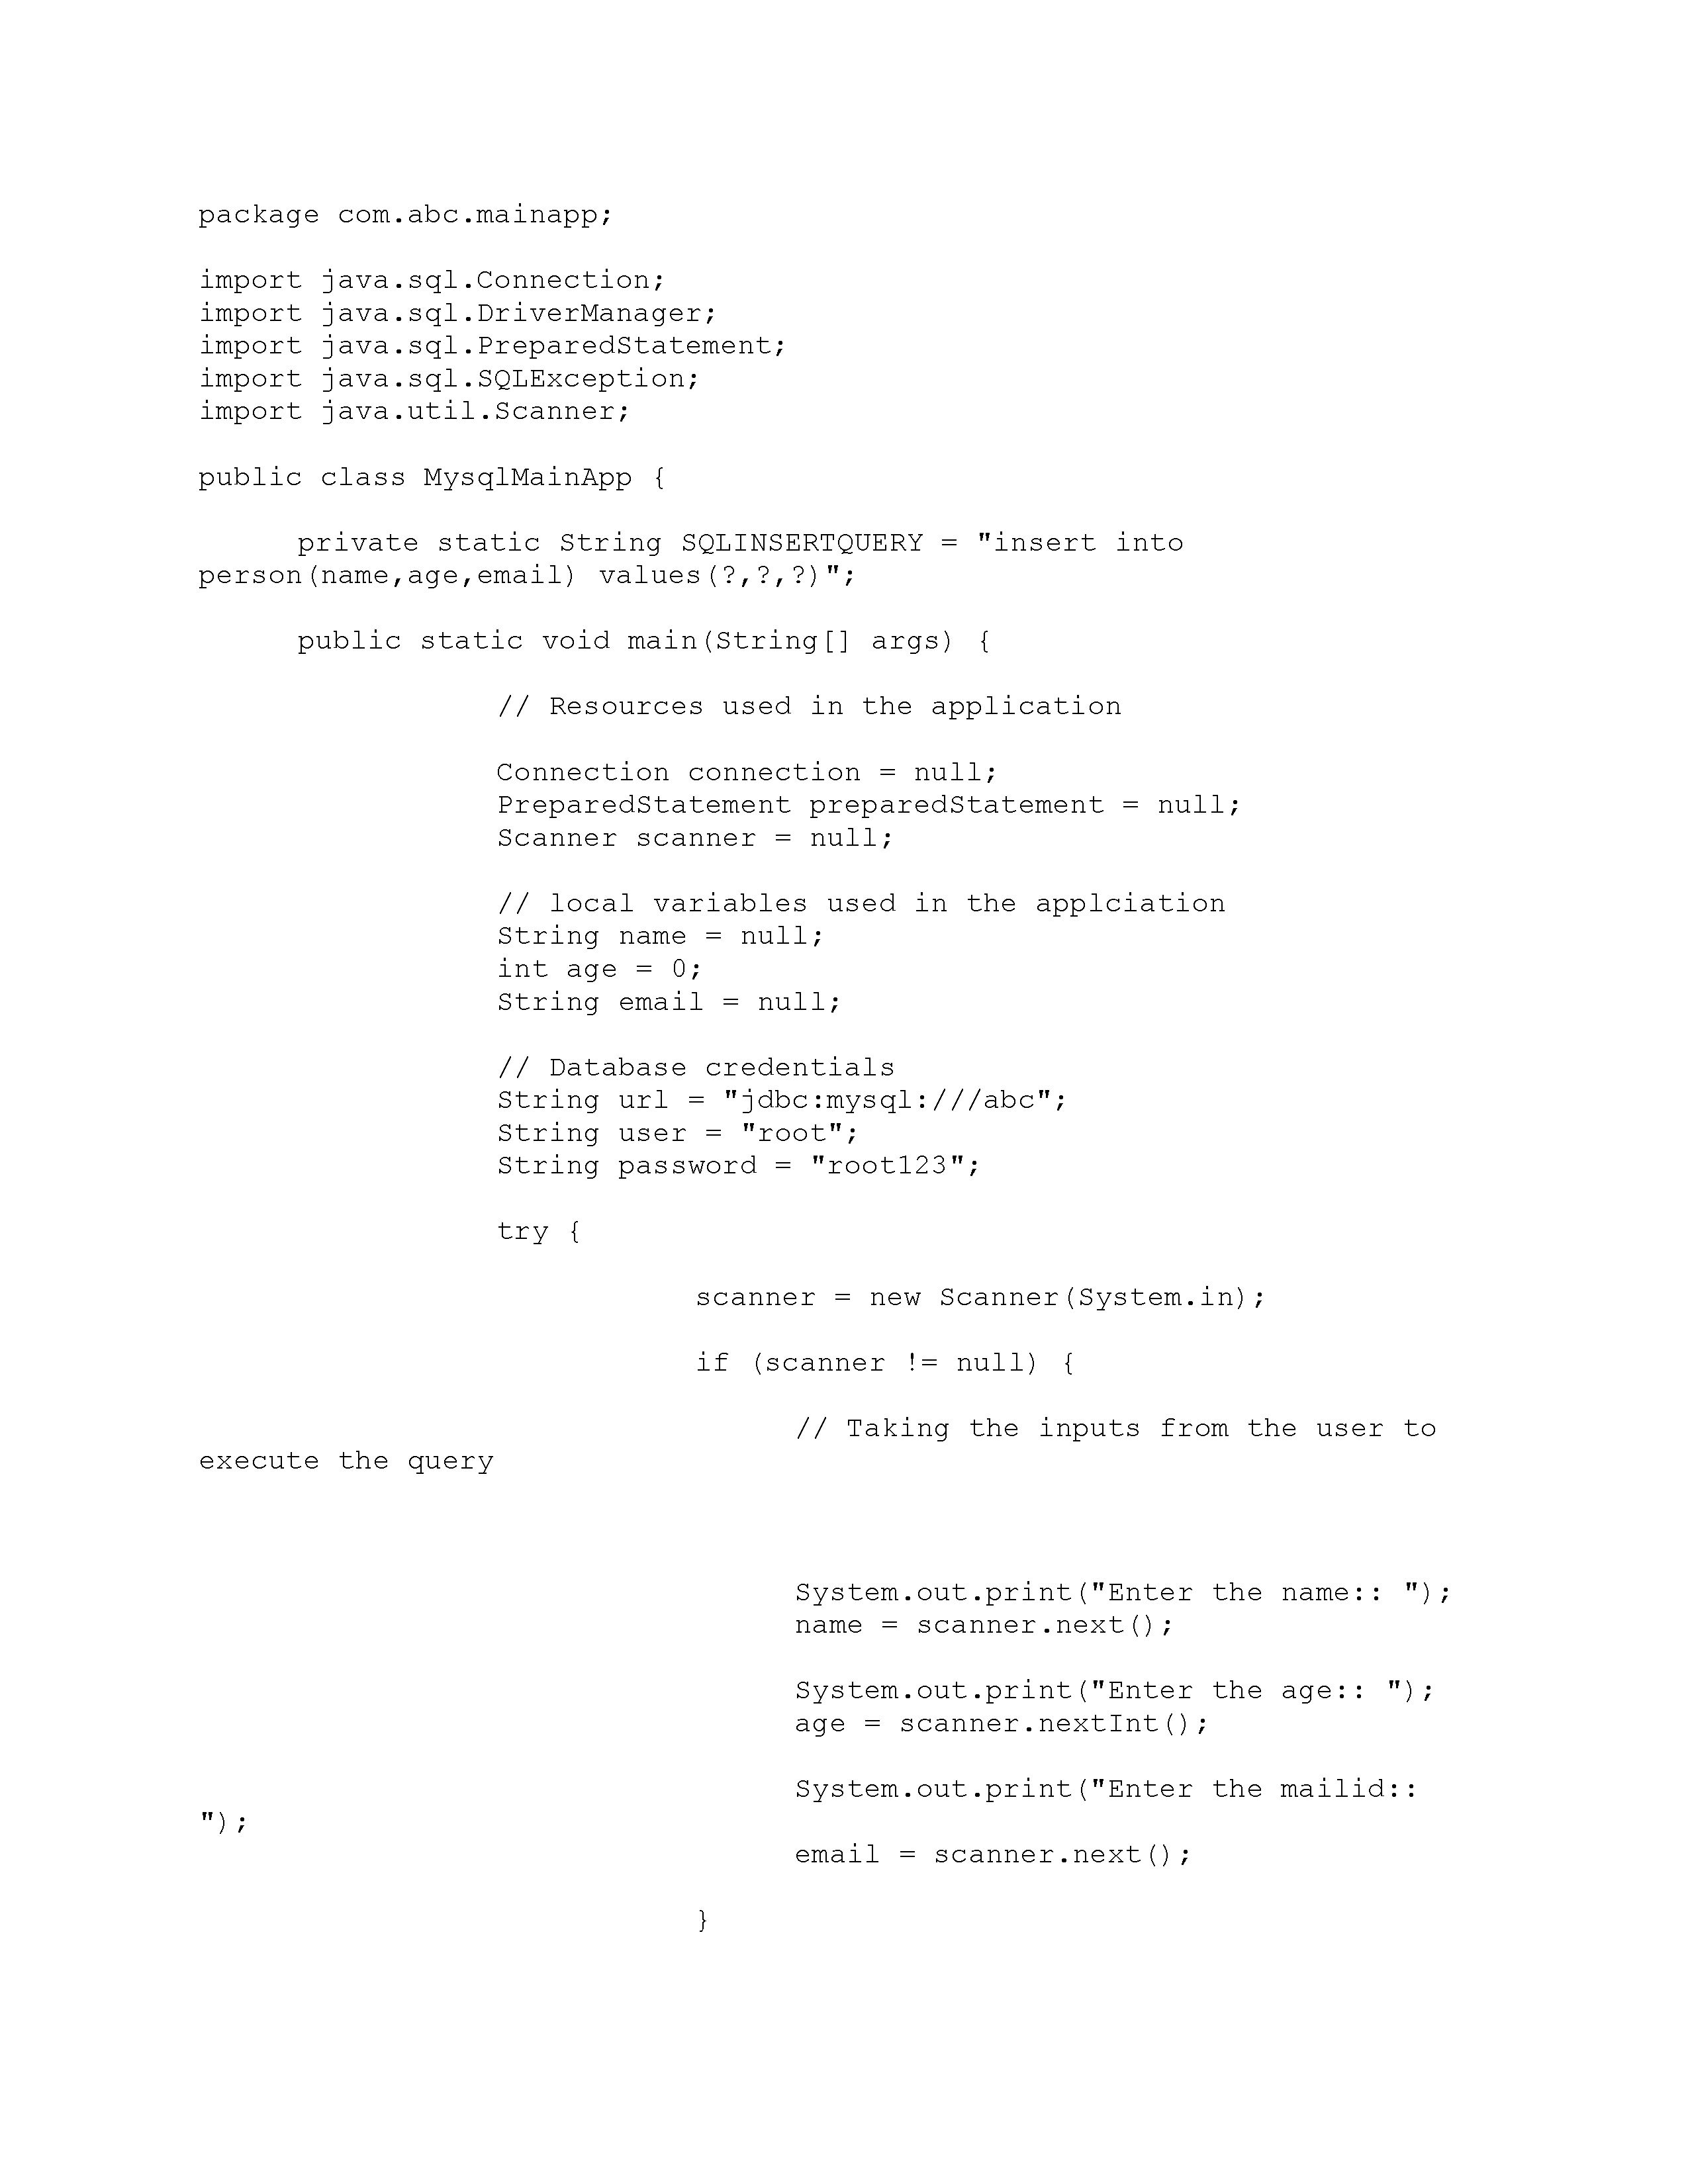 package com.abc.mainapp;
import java.sql.Connection;
import java.sql.DriverManager;
import java.sql.PreparedStatement;
import java.sql.SQLException;
import java.util.Scanner;
public class MysqlMainApp {
private static String SQLINSERTQUERY = "insert into
person(name,age,email) values(?,?,?)";
public static void main(String[] args) {
// Resources used in the application
Connection connection = null;
PreparedStatement preparedStatement = null;
Scanner scanner = null;
// local variables used in the applciation
String name = null;
int age = 0;
String email = null;
// Database credentials
String url = "jdbc:mysql:///abc";
String user = "root";
String password = "root123";
try {
scanner = new Scanner(System.in);
if (scanner != null) {
// Taking the inputs from the user to
execute the query
System.out.print("Enter the name:: ");
name = scanner.next();
System.out.print("Enter the age:: ");
age = scanner.nextInt();
System.out.print("Enter the mailid::
");
email = scanner.next();
}